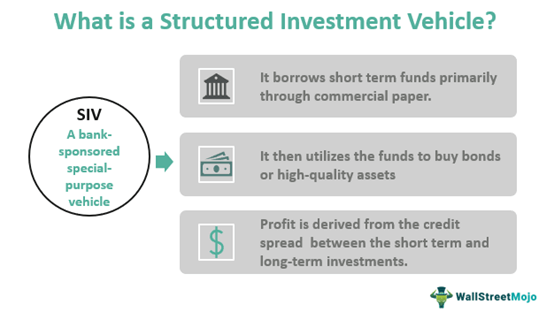 What is a Structured Investment Vehicle?
SIV
A bank-
sponsored
special-
purpose
vehicle
It borrows short term funds primarily
through commercial paper.
It then utilizes the funds to buy bonds
or high-quality assets
$
Profit is derived from the credit
spread between the short term and
long-term investments.
WallStreetMojo